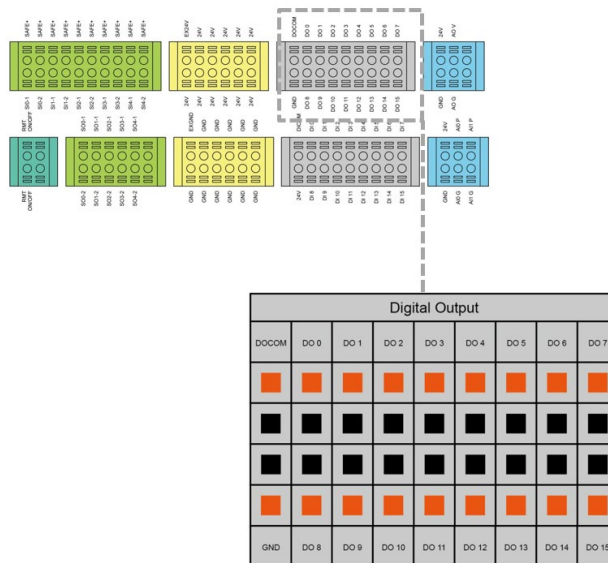 SAFE+ SAFE+ SAFE+ SAFE+ SAFE+ SAFE+ SAFE+ SAFE+
EX24V 24V 24V 24V 24V 24V
DOCOM DO 0 DO 1 DO 2 DO 3 DO 4 DO 5 DO 6 DO 7
24V AO V
SI0-1 SI0-2 SI1-1 SI1-2 SI2-1 SI2-2 SI3-1 SI3-2 SI4-1 SI4-2
24V 24V 24V 24V 24V
GND DO 8 DO 9 DO 10 DO 11 DO 12 DO 13 DO 14 DO 15
GND AO G
RMT
ON/OFF
SO0-1 SO1-1 SO2-1 SO3-1 SO4-1
EXGND GND GND GND GND GND
24V AI0 P AI1 P
RMT
ON/OFF
SO0-2 SO1-2 SO2-2 SO3-2 SO4-2
GND GND GND GND GND GND
24V DI 8 DI 9 DI 10 DI 11 DI 12 DI 13 DI 14 DI 15
GND AI0 G AI1 G
Digital Output
DOCOM DO 0 DO 1 DO 2 DO 3 DO 4 DO 5 DO 6 DO 7
GND DO 8 DO 9 DO 10 DO 11 DO 12 DO 13 DO 14 DO 15